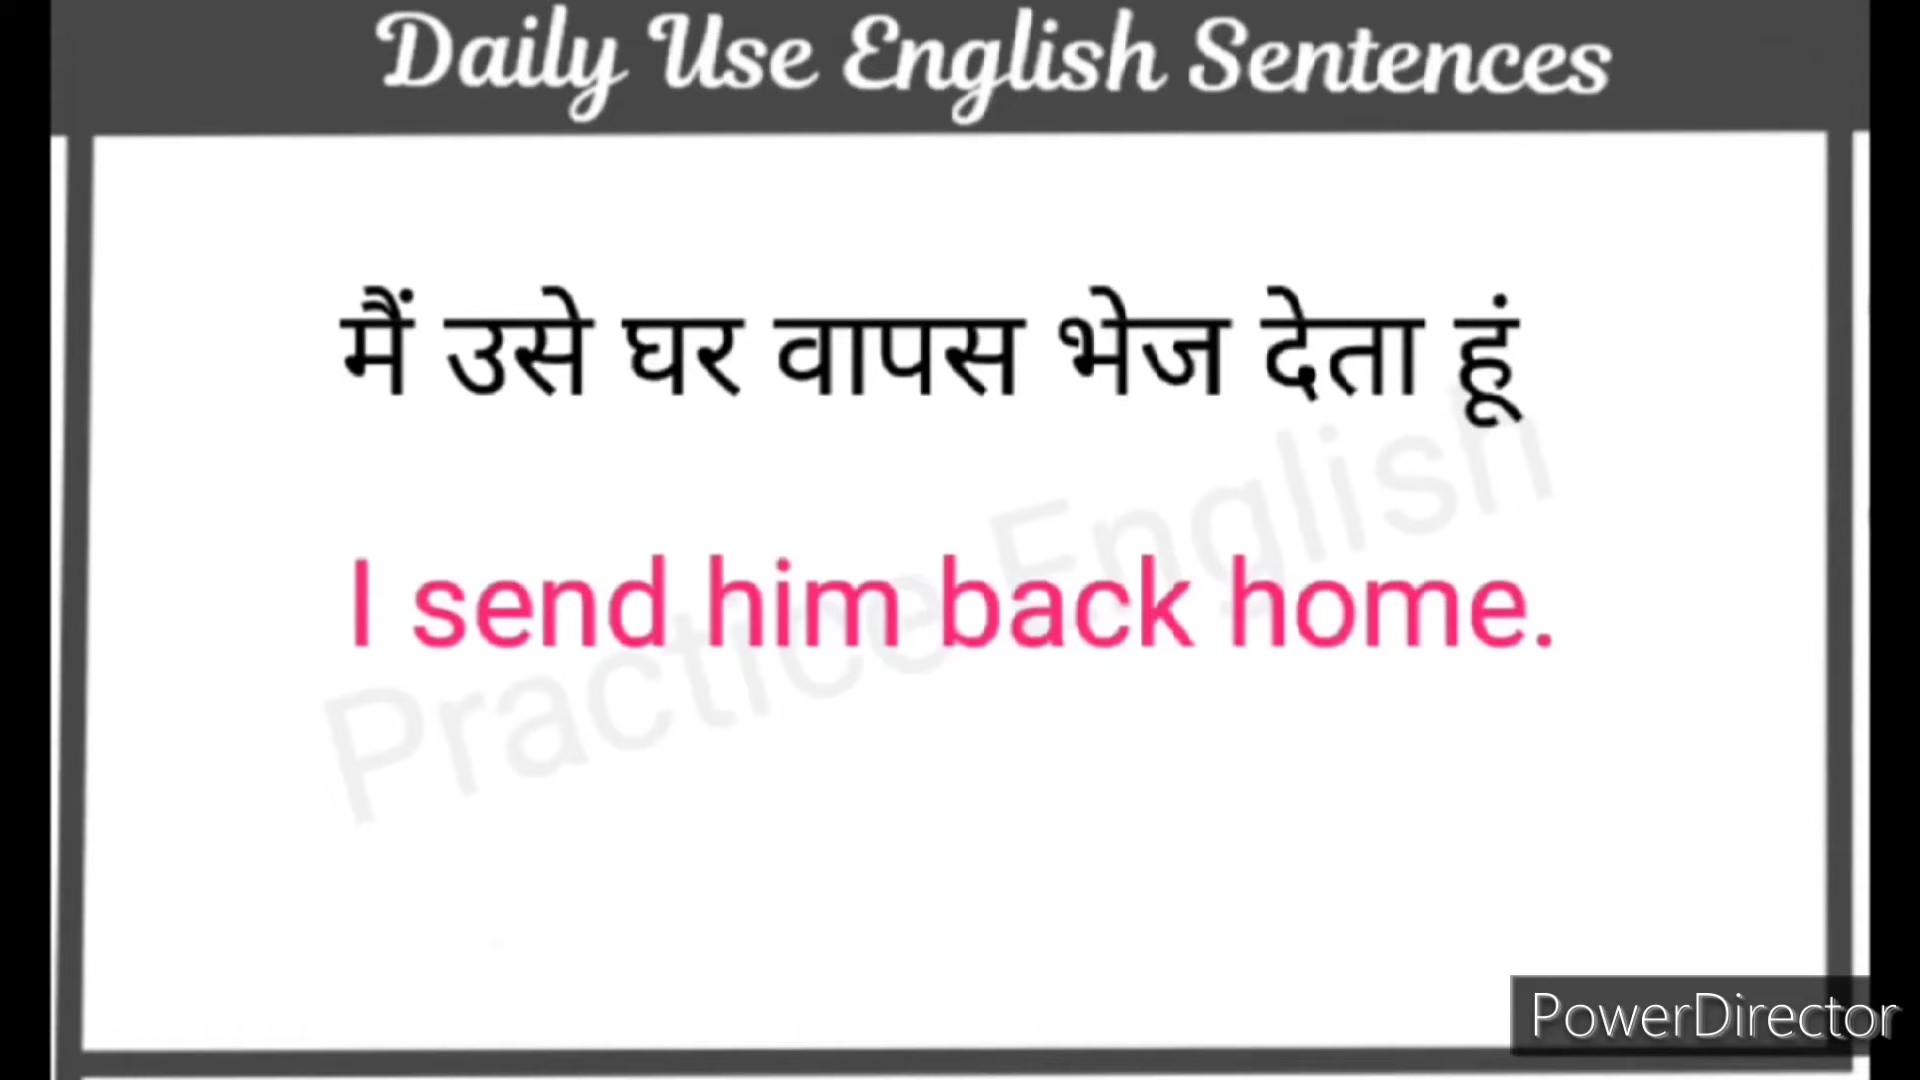 Daily Use English Sentences
मैं उसे घर वापस भेज देता हूं
I send him back home.
Practice English
PowerDirector